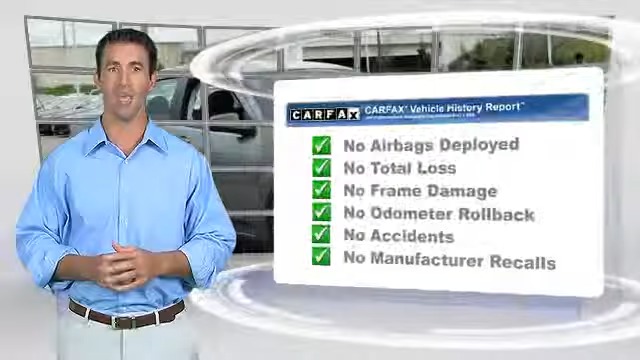 CARFAX CARFAX Vehicle History Report™
No Airbags Deployed
No Total Loss
No Frame Damage
No Odometer Rollback
No Accidents
No Manufacturer Recalls